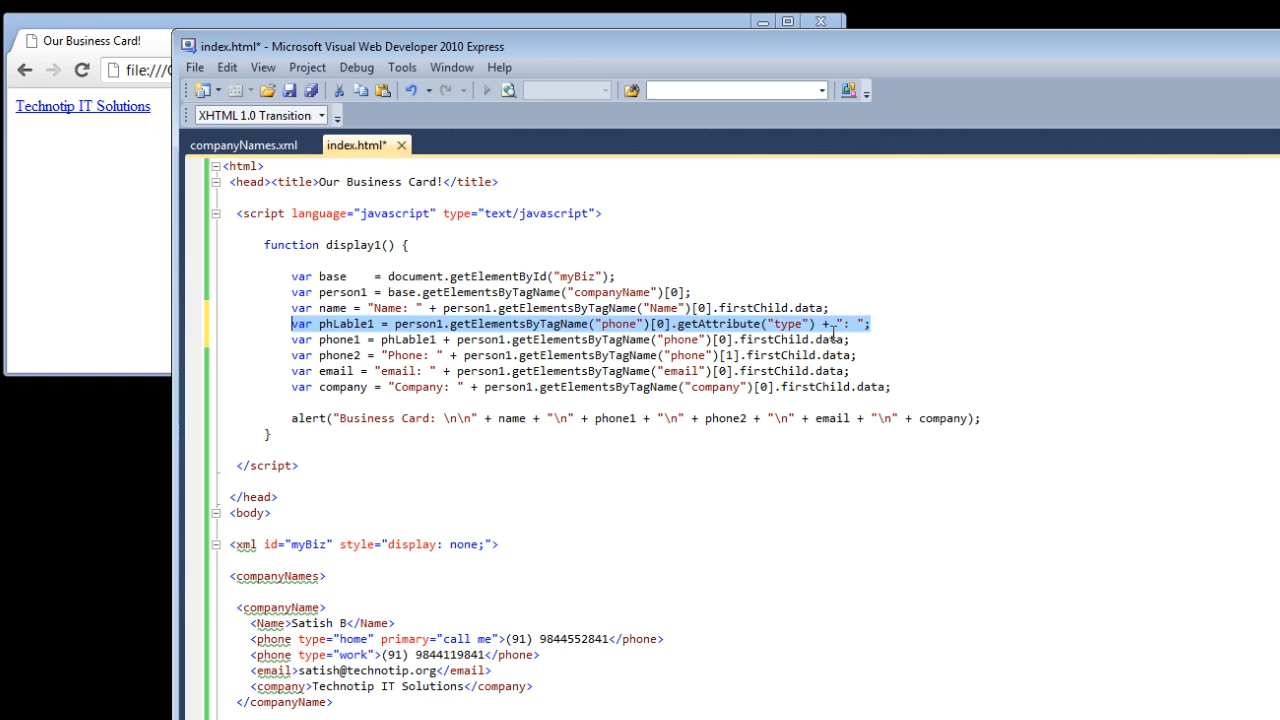 Our Business Card!
file:///C
Technotip IT Solutions
index.html* - Microsoft Visual Web Developer 2010 Express
File Edit View Project Debug Tools Window Help
XHTML 1.0 Transition
companyNames.xml index.html*
<html>
<head><title>Our Business Card!</title>
<script language="javascript" type="text/javascript">
function display1() {
var base    = document.getElementById("myBiz");
var person1 = base.getElementsByTagName("companyName")[0];
var name = "Name: " + person1.getElementsByTagName("Name")[0].firstChild.data;
var phLable1 = person1.getElementsByTagName("phone")[0].getAttribute("type") + ": ";
var phone1 = phLable1 + person1.getElementsByTagName("phone")[0].firstChild.data;
var phone2 = "Phone: " + person1.getElementsByTagName("phone")[1].firstChild.data;
var email = "email: " + person1.getElementsByTagName("email")[0].firstChild.data;
var company = "Company: " + person1.getElementsByTagName("company")[0].firstChild.data;
alert("Business Card: \n\n" + name + "\n" + phone1 + "\n" + phone2 + "\n" + email + "\n" + company);
}
</script>
</head>
<body>
<xml id="myBiz" style="display: none;">
<companyNames>
<companyName>
<Name>Satish B</Name>
<phone type="home" primary="call me">(91) 9844552841</phone>
<phone type="work">(91) 9844119841</phone>
<email>satish@technotip.org</email>
<company>Technotip IT Solutions</company>
</companyName>